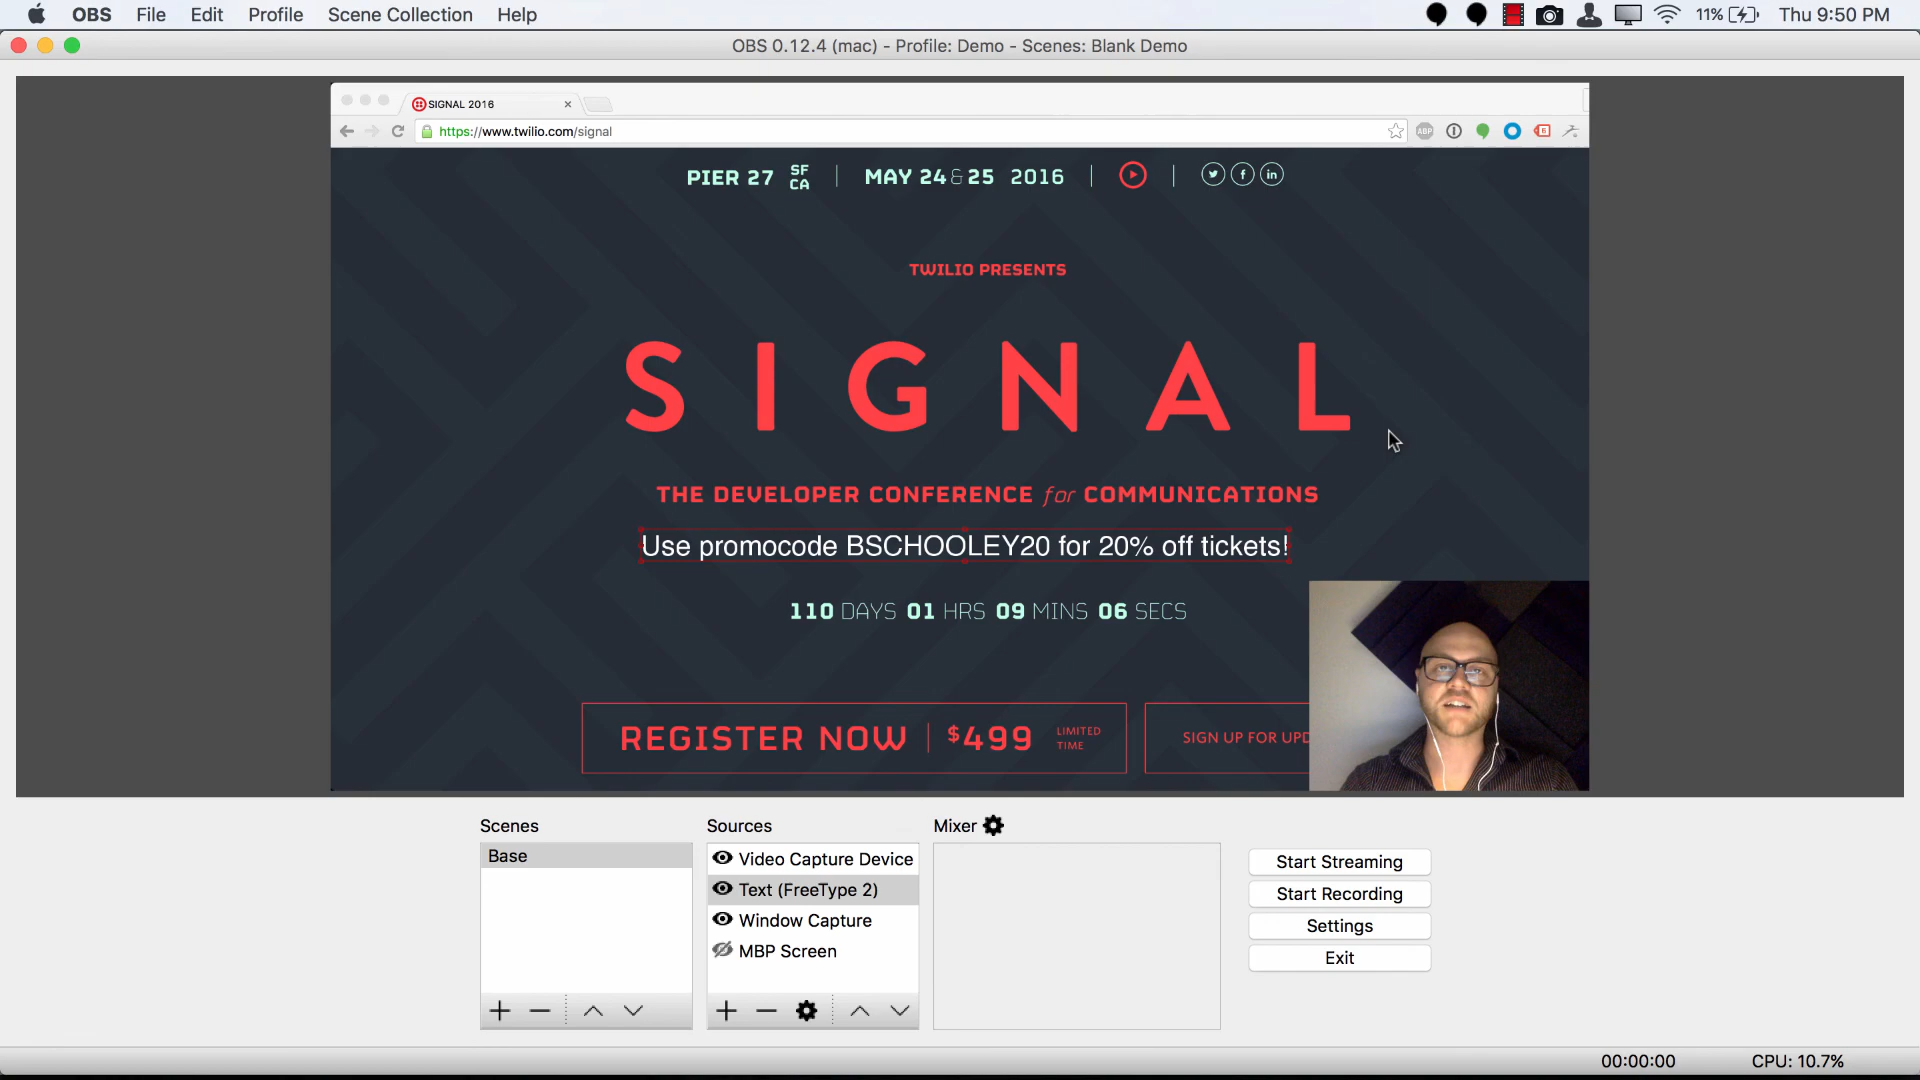 OBS File Edit Profile Scene Collection Help 11% Thu 9:50 PM
OBS 0.12.4 (mac) - Profile: Demo - Scenes: Blank Demo
SIGNAL 2016
https://www.twilio.com/signal
ABP
PIER 27 SF CA MAY 24 & 25 2016
TWILIO PRESENTS
SIGNAL
THE DEVELOPER CONFERENCE for COMMUNICATIONS
Use promocode BSCHOOLEY20 for 20% off tickets!
110 DAYS 01 HRS 09 MINS 06 SECS
REGISTER NOW $499 LIMITED TIME
SIGN UP FOR UPD
Scenes
Base
Sources
Video Capture Device
Text (FreeType 2)
Window Capture
MBP Screen
Mixer
Start Streaming
Start Recording
Settings
Exit
00:00:00 CPU: 10.7%